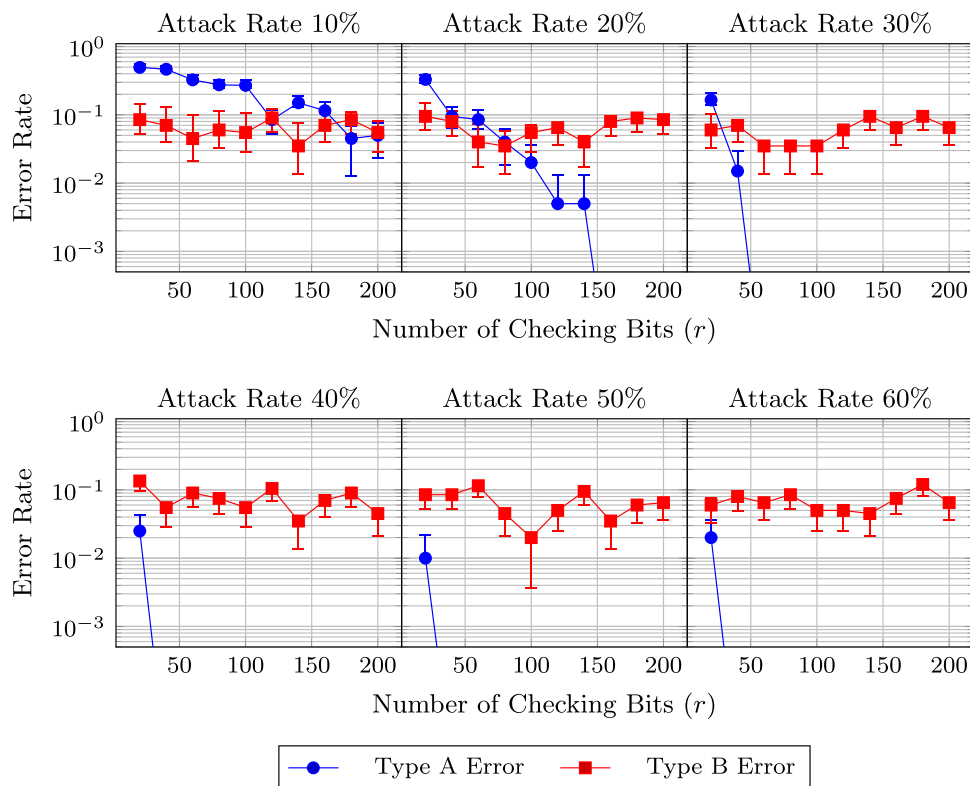 Attack Rate 10% Attack Rate 20% Attack Rate 30%
10^0
10^−1
10^−2
10^−3
Error Rate
50 100 150 200 50 100 150 200 50 100 150 200
Number of Checking Bits (r)
Attack Rate 40% Attack Rate 50% Attack Rate 60%
10^0
10^−1
10^−2
10^−3
Error Rate
50 100 150 200 50 100 150 200 50 100 150 200
Number of Checking Bits (r)
Type A Error Type B Error